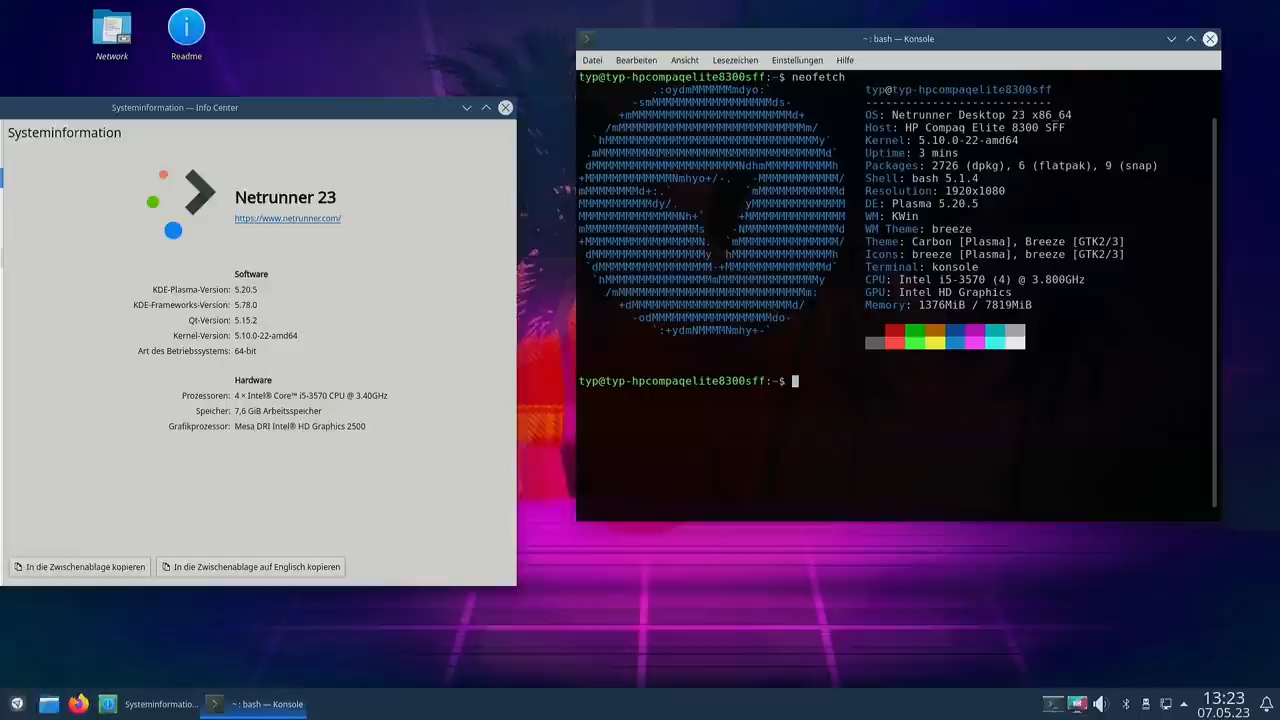 Network
Readme
Systeminformation — Info Center
Systeminformation
Netrunner 23
https://www.netrunner.com/
Software
KDE-Plasma-Version: 5.20.5
KDE-Frameworks-Version: 5.78.0
Qt-Version: 5.15.2
Kernel-Version: 5.10.0-22-amd64
Art des Betriebssystems: 64-bit
Hardware
Prozessoren: 4 × Intel® Core™ i5-3570 CPU @ 3.40GHz
Speicher: 7,6 GiB Arbeitsspeicher
Grafikprozessor: Mesa DRI Intel® HD Graphics 2500
In die Zwischenablage kopieren
In die Zwischenablage auf Englisch kopieren
~ : bash — Konsole
Datei Bearbeiten Ansicht Lesezeichen Einstellungen Hilfe
typ@typ-hpcompaqelite8300sff:~$ neofetch
typ@typ-hpcompaqelite8300sff
----------------------------
OS: Netrunner Desktop 23 x86_64
Host: HP Compaq Elite 8300 SFF
Kernel: 5.10.0-22-amd64
Uptime: 3 mins
Packages: 2726 (dpkg), 6 (flatpak), 9 (snap)
Shell: bash 5.1.4
Resolution: 1920x1080
DE: Plasma 5.20.5
WM: KWin
WM Theme: breeze
Theme: Carbon [Plasma], Breeze [GTK2/3]
Icons: breeze [Plasma], Breeze [GTK2/3]
Terminal: konsole
CPU: Intel i5-3570 (4) @ 3.800GHz
GPU: Intel HD Graphics
Memory: 1376MiB / 7819MiB
typ@typ-hpcompaqelite8300sff:~$
Systeminformatio...
~ : bash — Konsole
13:23
07.05.23